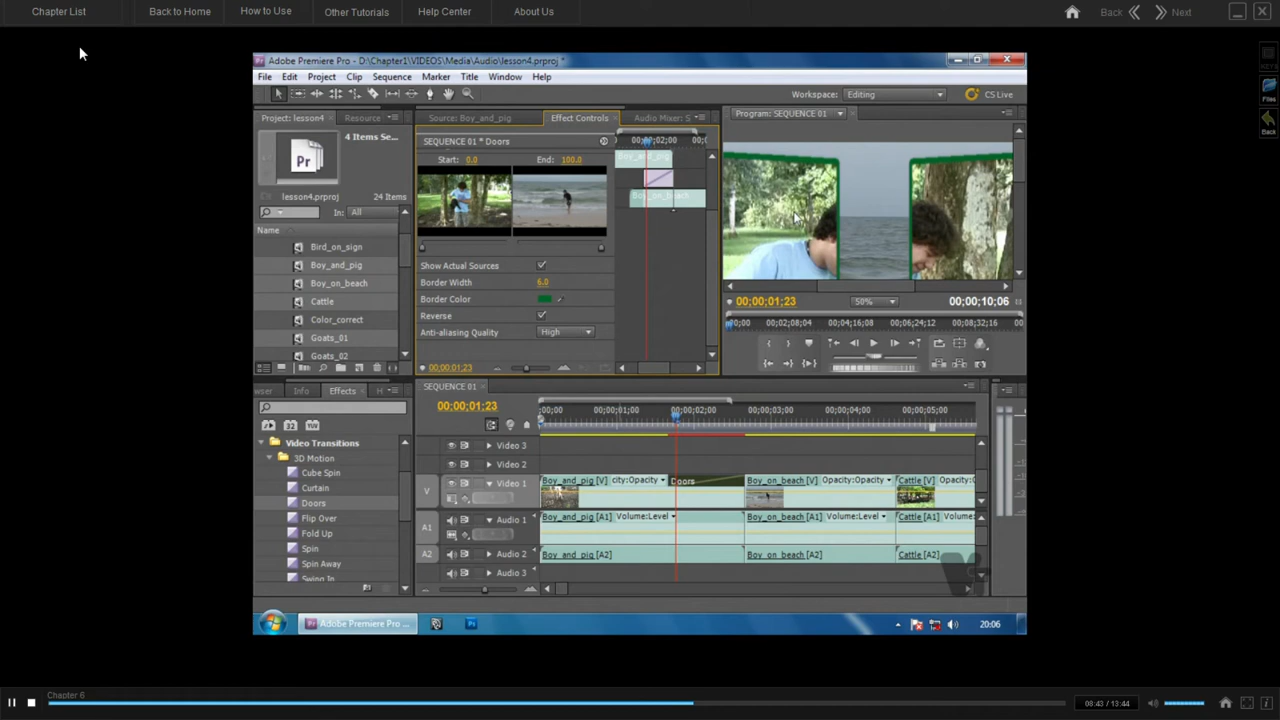 Chapter List
Back to Home
How to Use
Other Tutorials
Help Center
About Us
Back
Next
KEYS
Files
Back
Adobe Premiere Pro - D:\Chapter1\VIDEOS\Media\Audio\lesson4.prproj *
File Edit Project Clip Sequence Marker Title Window Help
Workspace: Editing
CS Live
Project: lesson4
Resource
4 Items Se...
Pr
lesson4.prproj
24 Items
In: All
Name
Bird_on_sign
Boy_and_pig
Boy_on_beach
Cattle
Color_correct
Goats_01
Goats_02
Source: Boy_and_pig
Effect Controls
Audio Mixer: S
SEQUENCE 01 * Doors
Start: 0.0
End: 100.0
00;00;02;00
00;0
Boy_and_pig
Boy_on_beach
Show Actual Sources
Border Width 6.0
Border Color
Reverse
Anti-aliasing Quality High
00;00;01;23
Program: SEQUENCE 01
00;00;01;23
50%
00;00;10;06
00;00 00;02;08;04 00;04;16;08 00;06;24;12 00;08;32;16 00
wser
Info
Effects
H
Video Transitions
3D Motion
Cube Spin
Curtain
Doors
Flip Over
Fold Up
Spin
Spin Away
Swing In
SEQUENCE 01
00;00;01;23
;00;00 00;00;01;00 00;00;02;00 00;00;03;00 00;00;04;00 00;00;05;00
Video 3
Video 2
V
Video 1
Boy_and_pig [V] city:Opacity
Doors
Boy_on_beach [V] Opacity:Opacity
Cattle [V] Opacity:O
A1
Audio 1
Boy_and_pig [A1] Volume:Level
Boy_on_beach [A1] Volume:Level
Cattle [A1] Volume:
A2
Audio 2
Boy_and_pig [A2]
Boy_on_beach [A2]
Cattle [A2]
Audio 3
Adobe Premiere Pro ...
20:06
Chapter 6
08:43 / 13:44